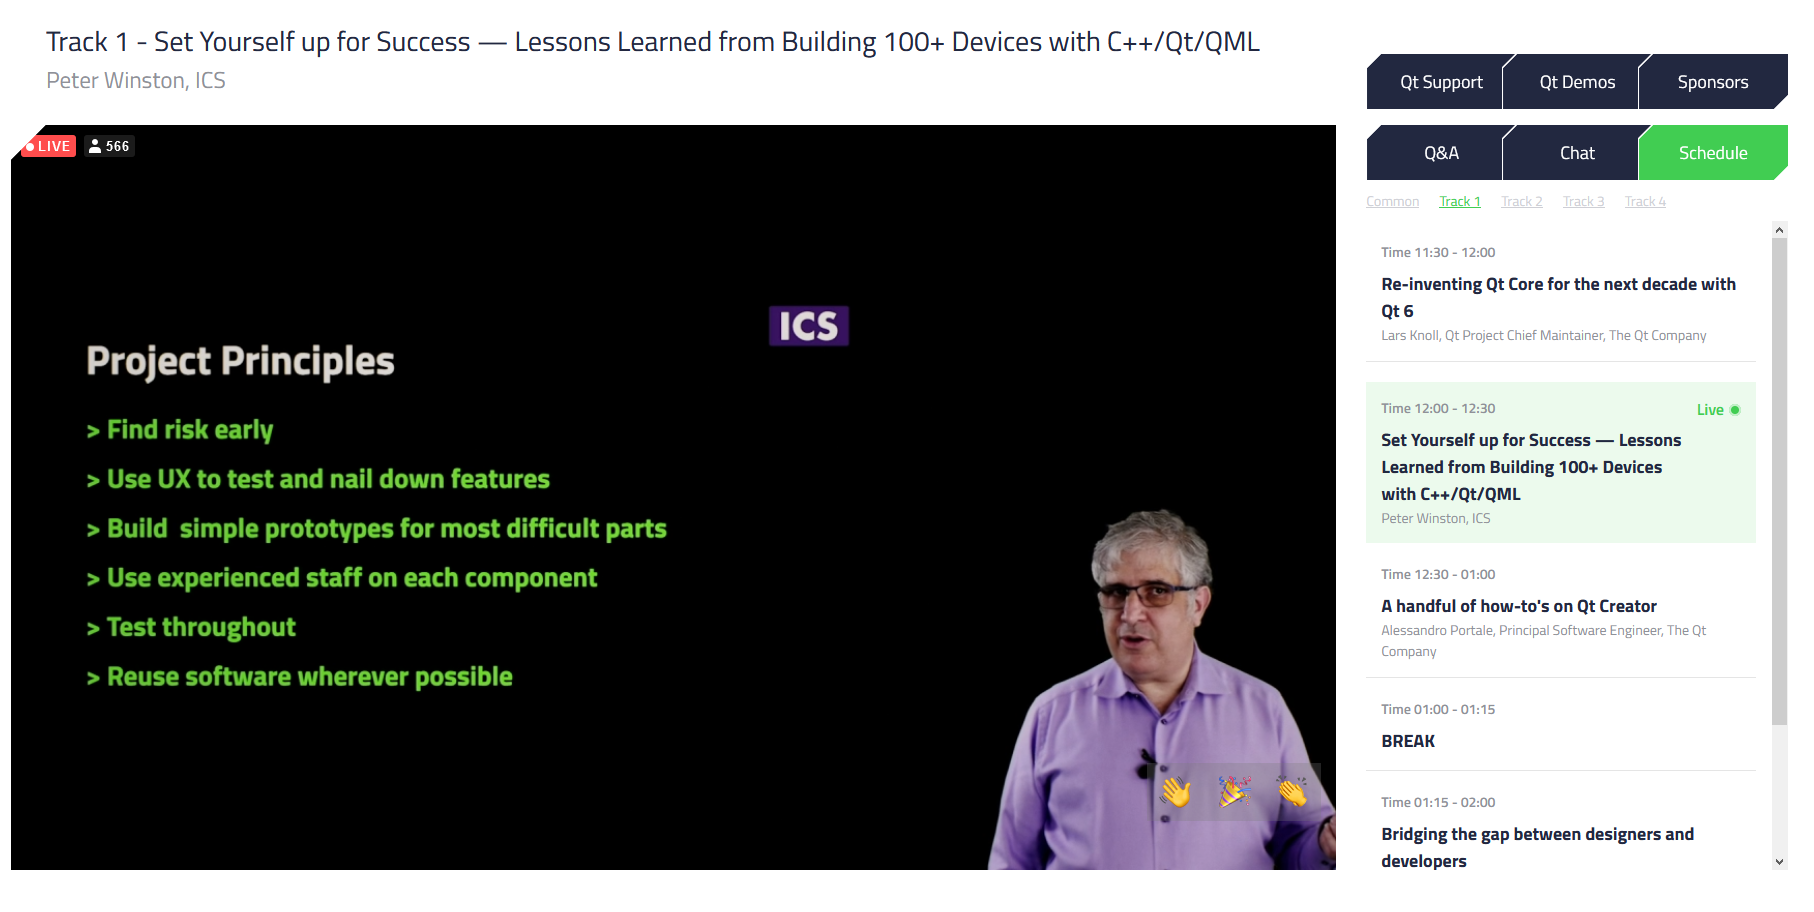 Track 1 - Set Yourself up for Success — Lessons Learned from Building 100+ Devices with C++/Qt/QML
Peter Winston, ICS
LIVE
566
ICS
Project Principles
> Find risk early
> Use UX to test and nail down features
> Build  simple prototypes for most difficult parts
> Use experienced staff on each component
> Test throughout
> Reuse software wherever possible
Qt Support
Qt Demos
Sponsors
Q&A
Chat
Schedule
Common
Track 1
Track 2
Track 3
Track 4
Time 11:30 - 12:00
Re-inventing Qt Core for the next decade with
Qt 6
Lars Knoll, Qt Project Chief Maintainer, The Qt Company
Time 12:00 - 12:30
Live
Set Yourself up for Success — Lessons
Learned from Building 100+ Devices
with C++/Qt/QML
Peter Winston, ICS
Time 12:30 - 01:00
A handful of how-to's on Qt Creator
Alessandro Portale, Principal Software Engineer, The Qt
Company
Time 01:00 - 01:15
BREAK
Time 01:15 - 02:00
Bridging the gap between designers and
developers